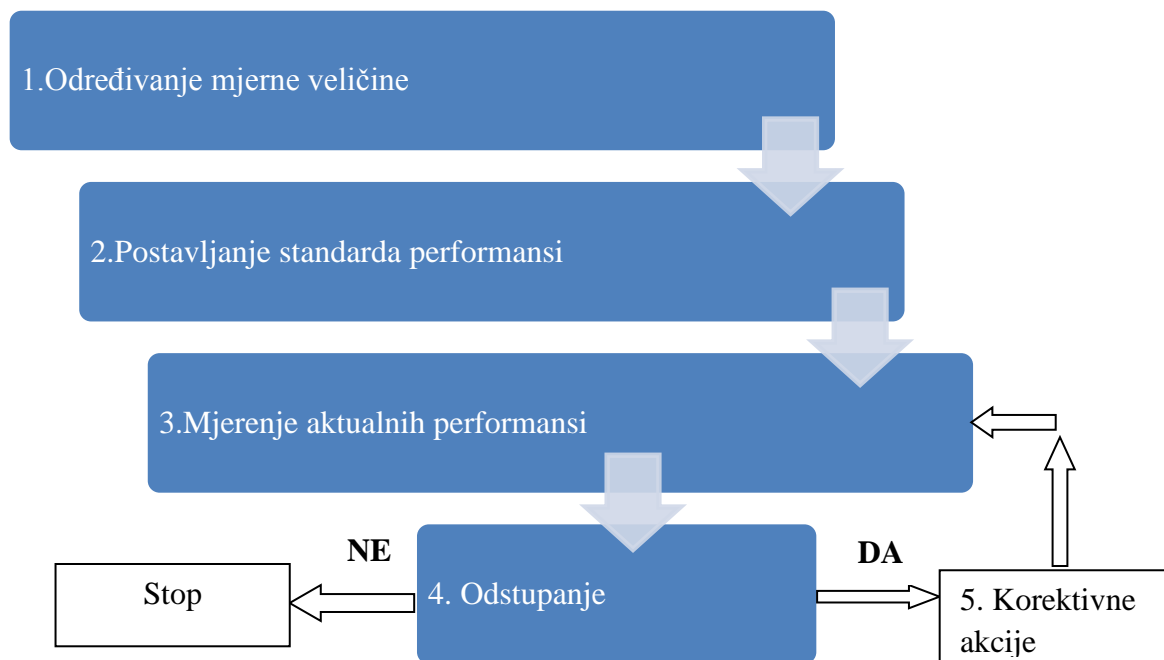 1.Određivanje mjerne veličine
2.Postavljanje standarda performansi
3.Mjerenje aktualnih performansi
NE
DA
Stop
4. Odstupanje
5. Korektivne
akcije